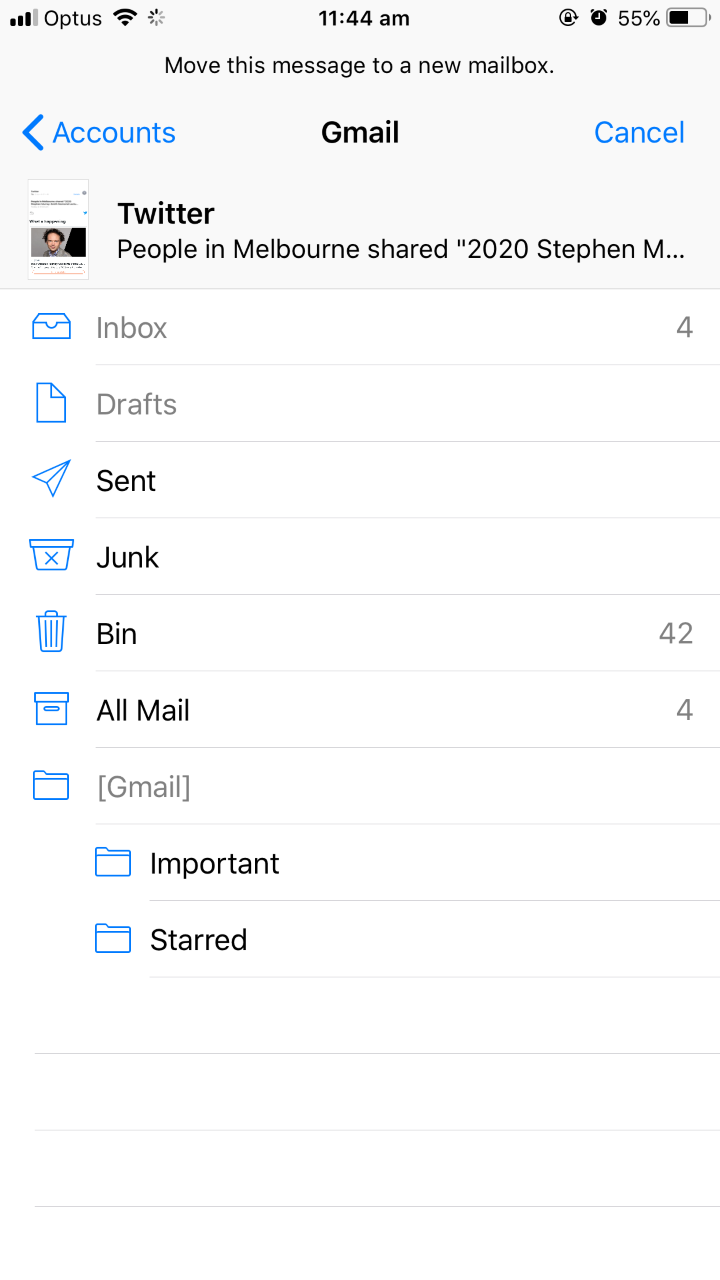 Optus 11:44 am 55%
Move this message to a new mailbox.
Accounts Gmail Cancel
Twitter
People in Melbourne shared "2020 Stephen M...
Inbox 4
Drafts
Sent
Junk
Bin 42
All Mail 4
[Gmail]
Important
Starred